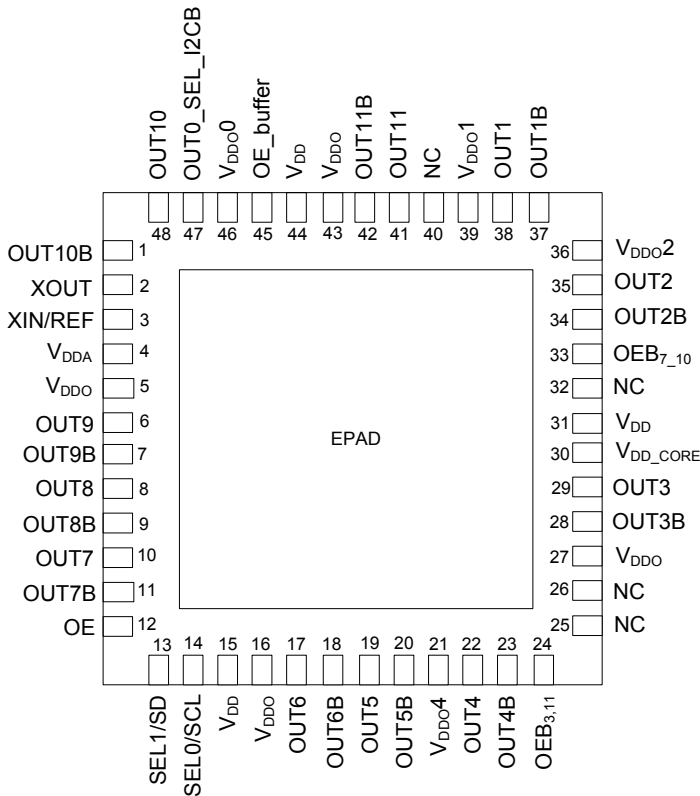 OUT10
OUT0_SEL_I2CB
VDDO0
OE_buffer
VDD
VDDO
OUT11B
OUT11
NC
VDDO1
OUT1
OUT1B
48
47
46
45
44
43
42
41
40
39
38
37
OUT10B 1
XOUT 2
XIN/REF 3
VDDA 4
VDDO 5
OUT9 6
OUT9B 7
OUT8 8
OUT8B 9
OUT7 10
OUT7B 11
OE 12
EPAD
36 VDDO2
35 OUT2
34 OUT2B
33 OEB7_10
32 NC
31 VDD
30 VDD_CORE
29 OUT3
28 OUT3B
27 VDDO
26 NC
25 NC
13
14
15
16
17
18
19
20
21
22
23
24
SEL1/SD
SEL0/SCL
VDD
VDDO
OUT6
OUT6B
OUT5
OUT5B
VDDO4
OUT4
OUT4B
OEB3,11